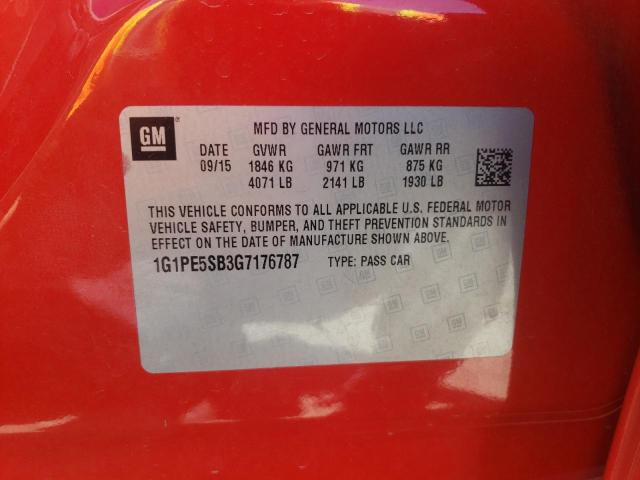 GM
MFD BY GENERAL MOTORS LLC
DATE GVWR GAWR FRT GAWR RR
09/15 1846 KG 971 KG 875 KG
4071 LB 2141 LB 1930 LB
THIS VEHICLE CONFORMS TO ALL APPLICABLE U.S. FEDERAL MOTOR
VEHICLE SAFETY, BUMPER, AND THEFT PREVENTION STANDARDS IN
EFFECT ON THE DATE OF MANUFACTURE SHOWN ABOVE.
1G1PE5SB3G7176787 TYPE: PASS CAR